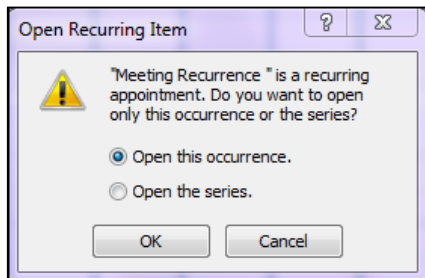 Open Recurring Item
"Meeting Recurrence " is a recurring
appointment. Do you want to open
only this occurrence or the series?
Open this occurrence.
Open the series.
OK Cancel